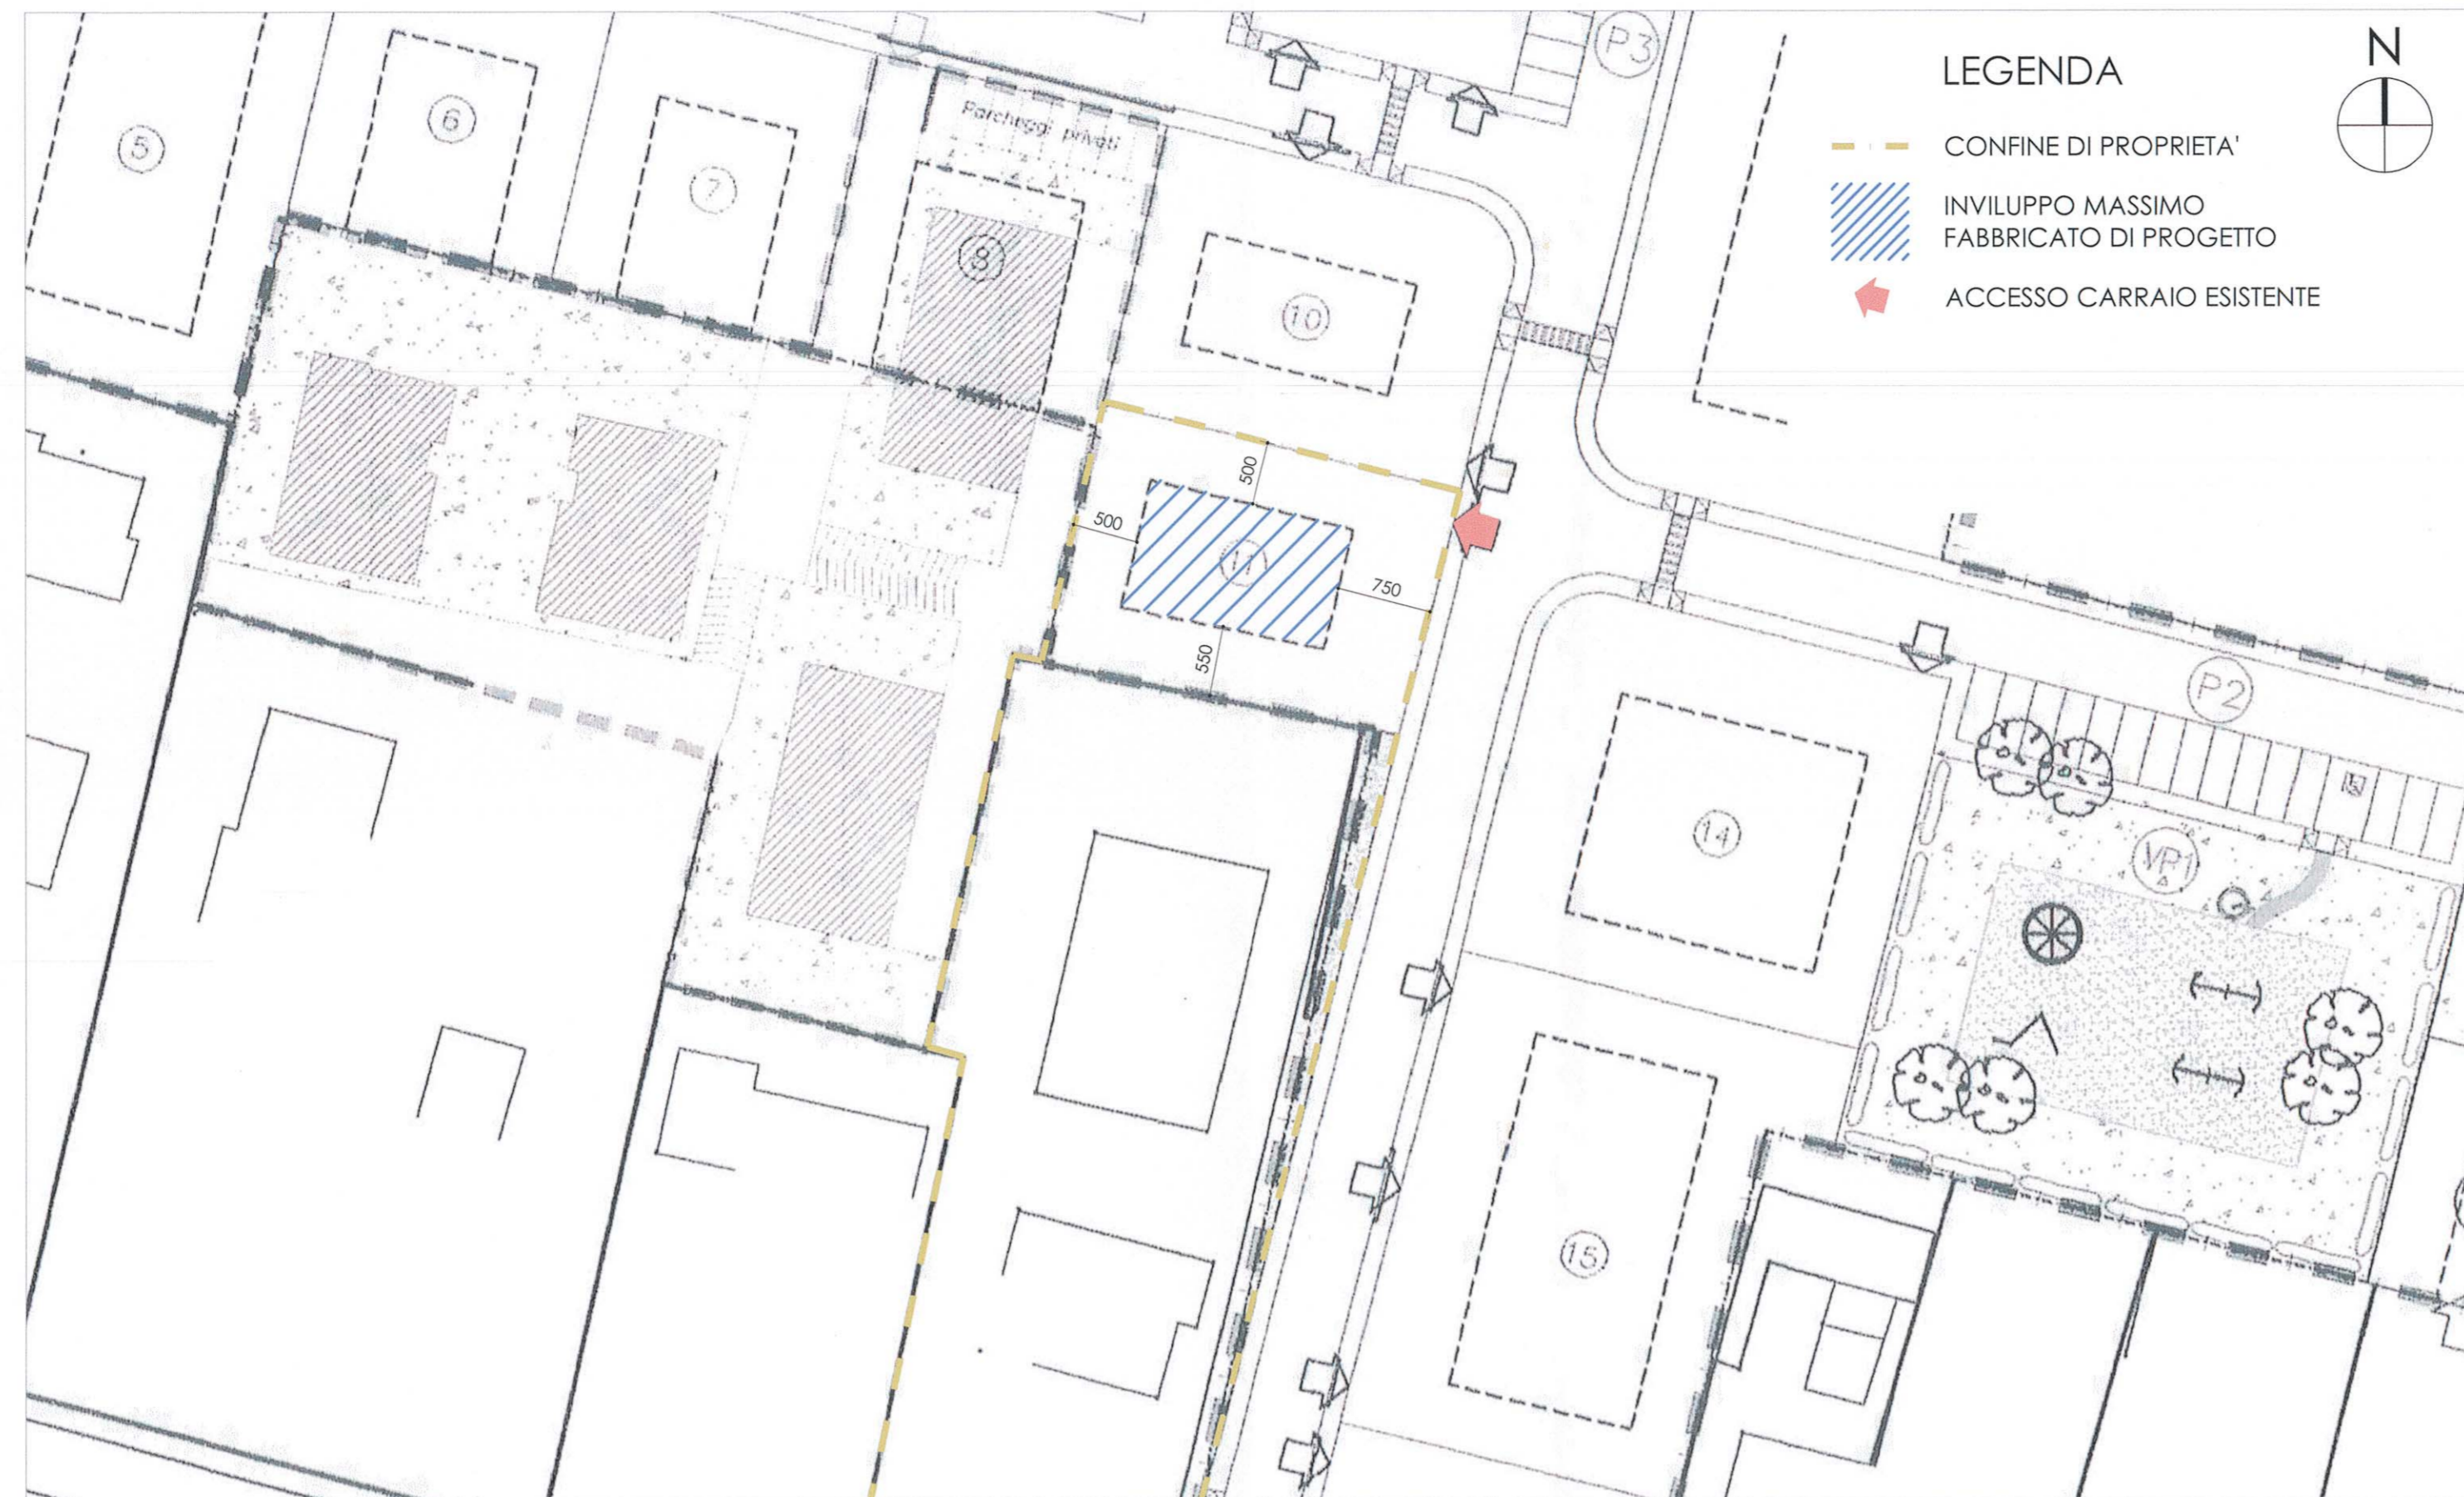 P3
N
LEGENDA
CONFINE DI PROPRIETA'
INVILUPPO MASSIMO
FABBRICATO DI PROGETTO
ACCESSO CARRAIO ESISTENTE
Parcheggi privati
5
6
7
8
10
500
500
11
750
550
P2
14
VP1
15